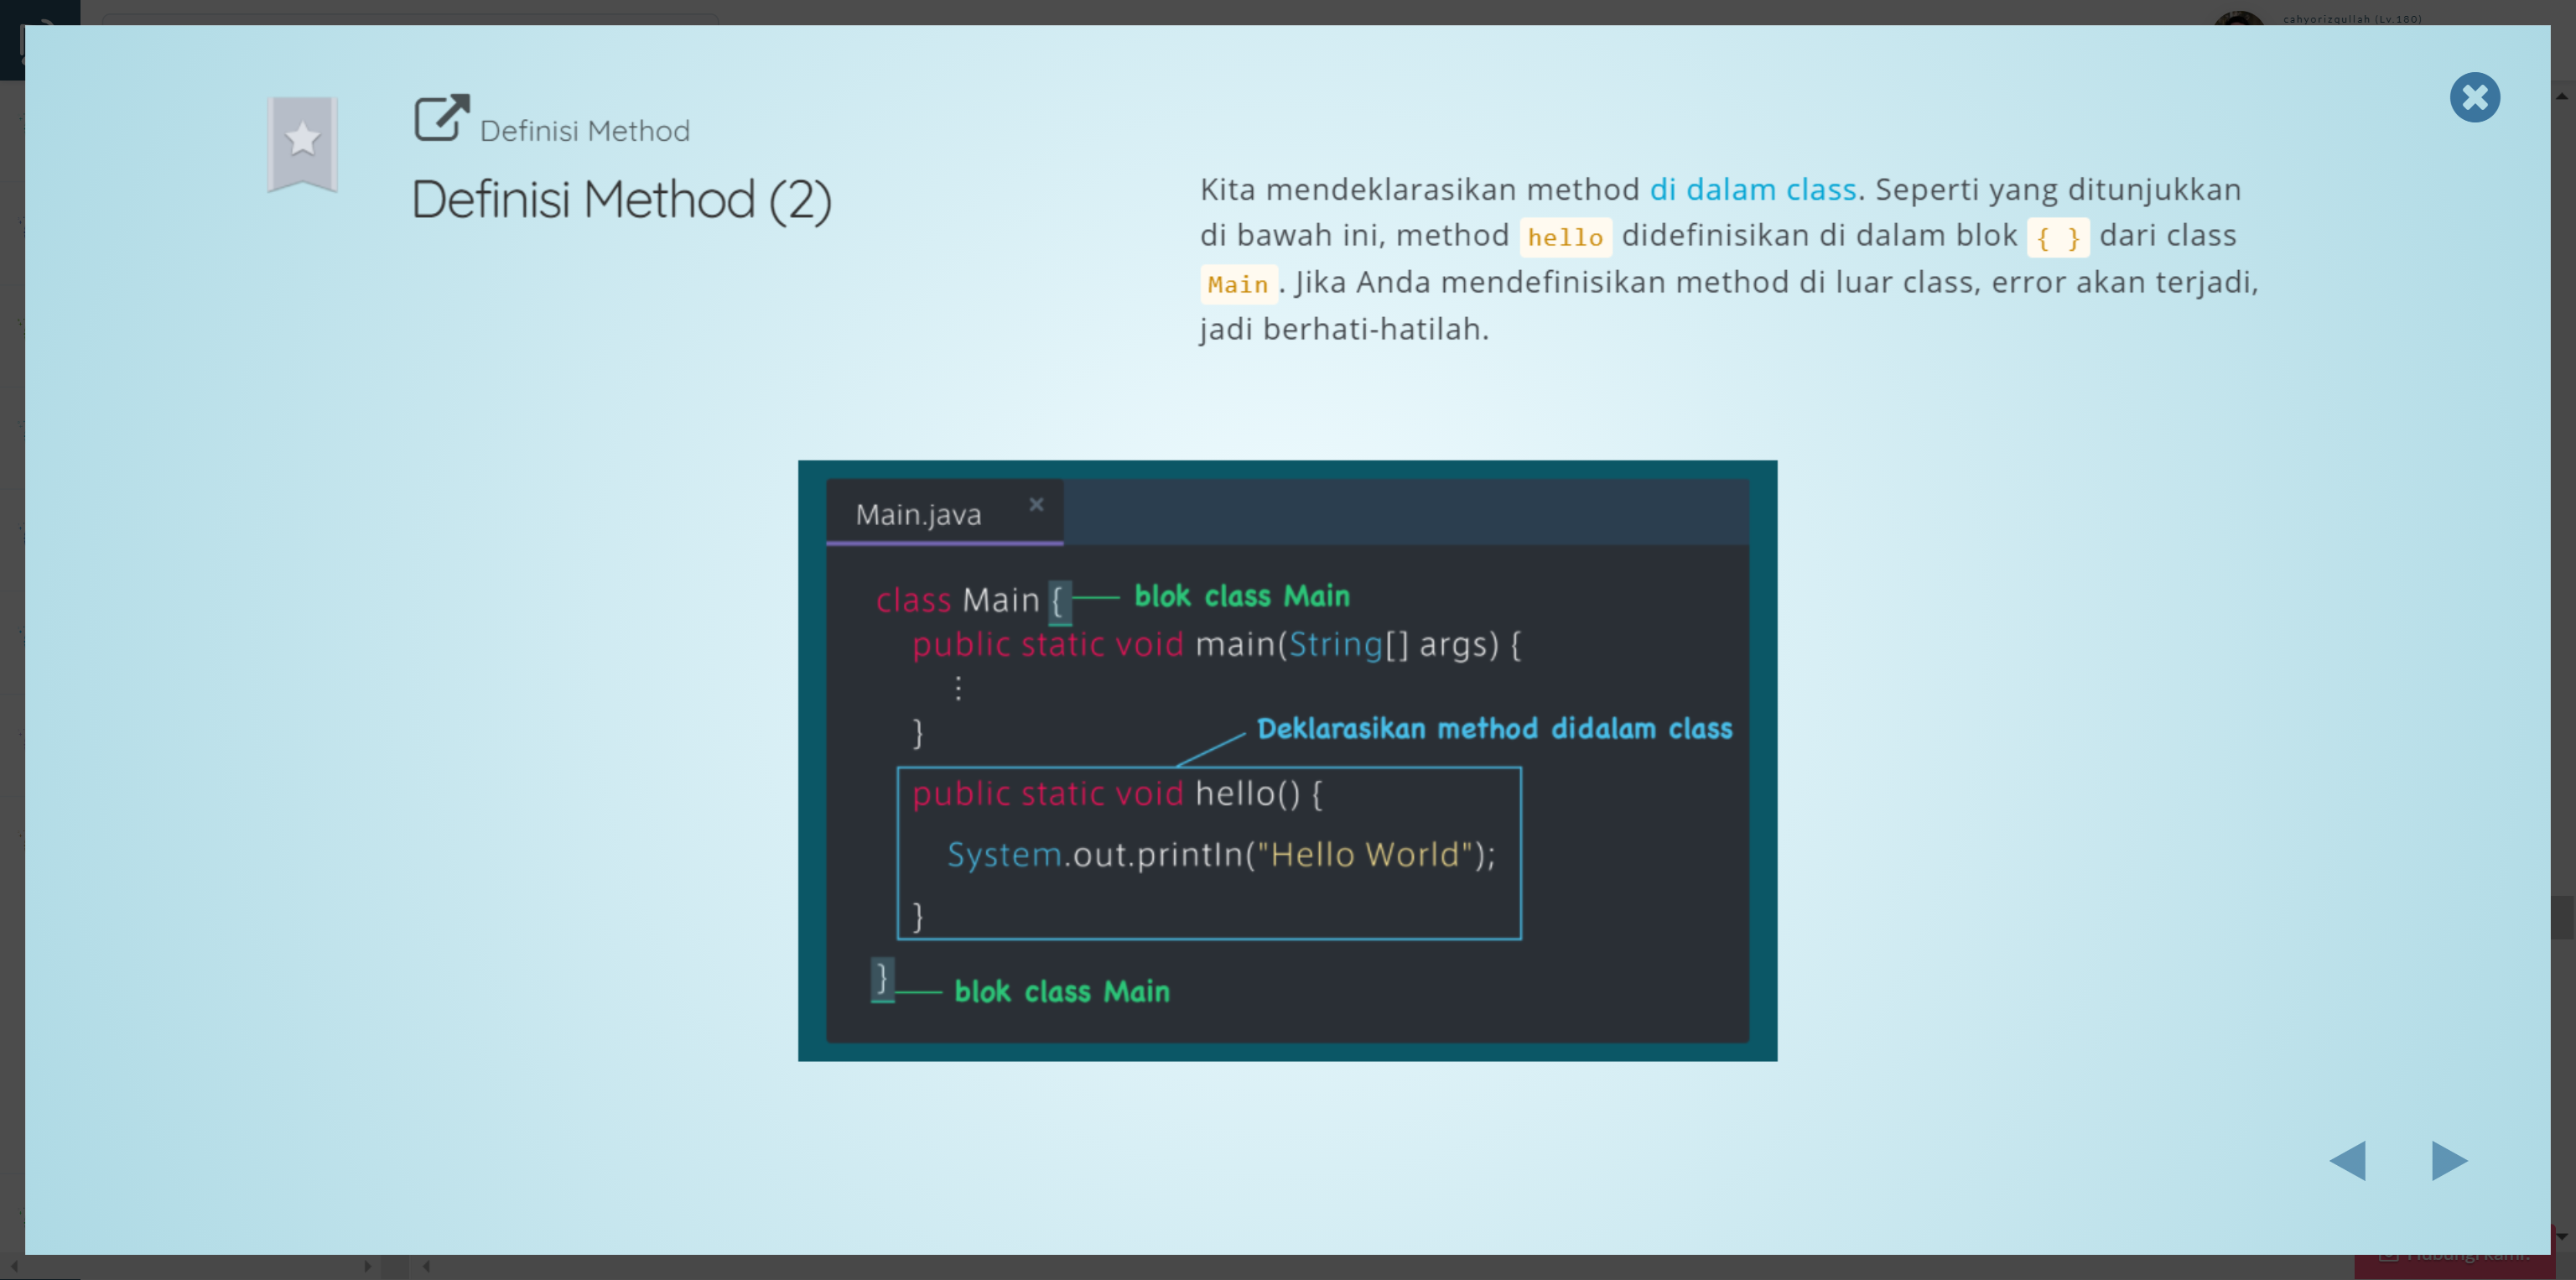 cahyorizqullah (Lv.180)
Definisi Method
Definisi Method (2)
Kita mendeklarasikan method di dalam class. Seperti yang ditunjukkan
di bawah ini, method hello didefinisikan di dalam blok { } dari class
Main. Jika Anda mendefinisikan method di luar class, error akan terjadi,
jadi berhati-hatilah.
Main.java
class Main { blok class Main
public static void main(String[] args) {
⋮
}
Deklarasikan method didalam class
public static void hello() {
System.out.println("Hello World");
}
} blok class Main